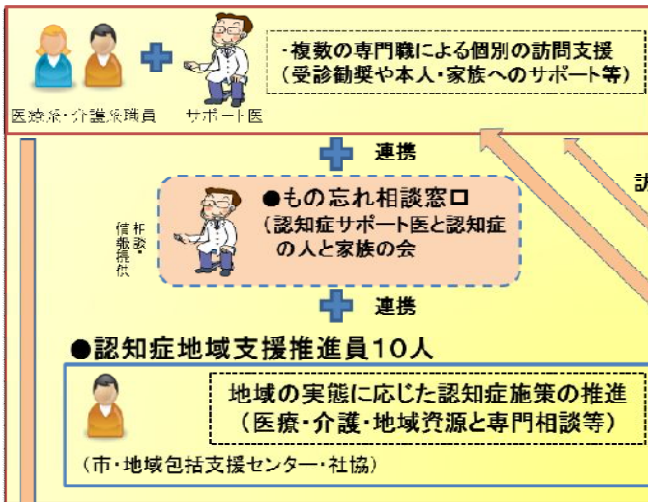 -複数の専門職による個別の訪問支援
(受診勧奨や本人・家族へのサポート等)
医療系・介護系職員
サポート医
連携
●もの忘れ相談窓口
(認知症サポート医と認知症
の人と家族の会
相談・
情報提供
連携
●認知症地域支援推進員10人
地域の実態に応じた認知症施策の推進
(医療・介護・地域資源と専門相談等)
(市・地域包括支援センター・社協)